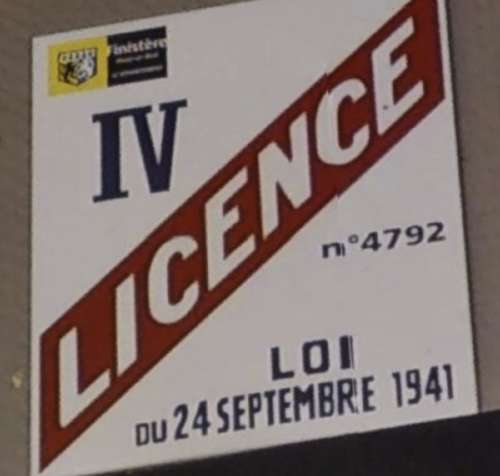 Finistère
IV
LICENCE
n°4792
LOI
DU 24 SEPTEMBRE 1941